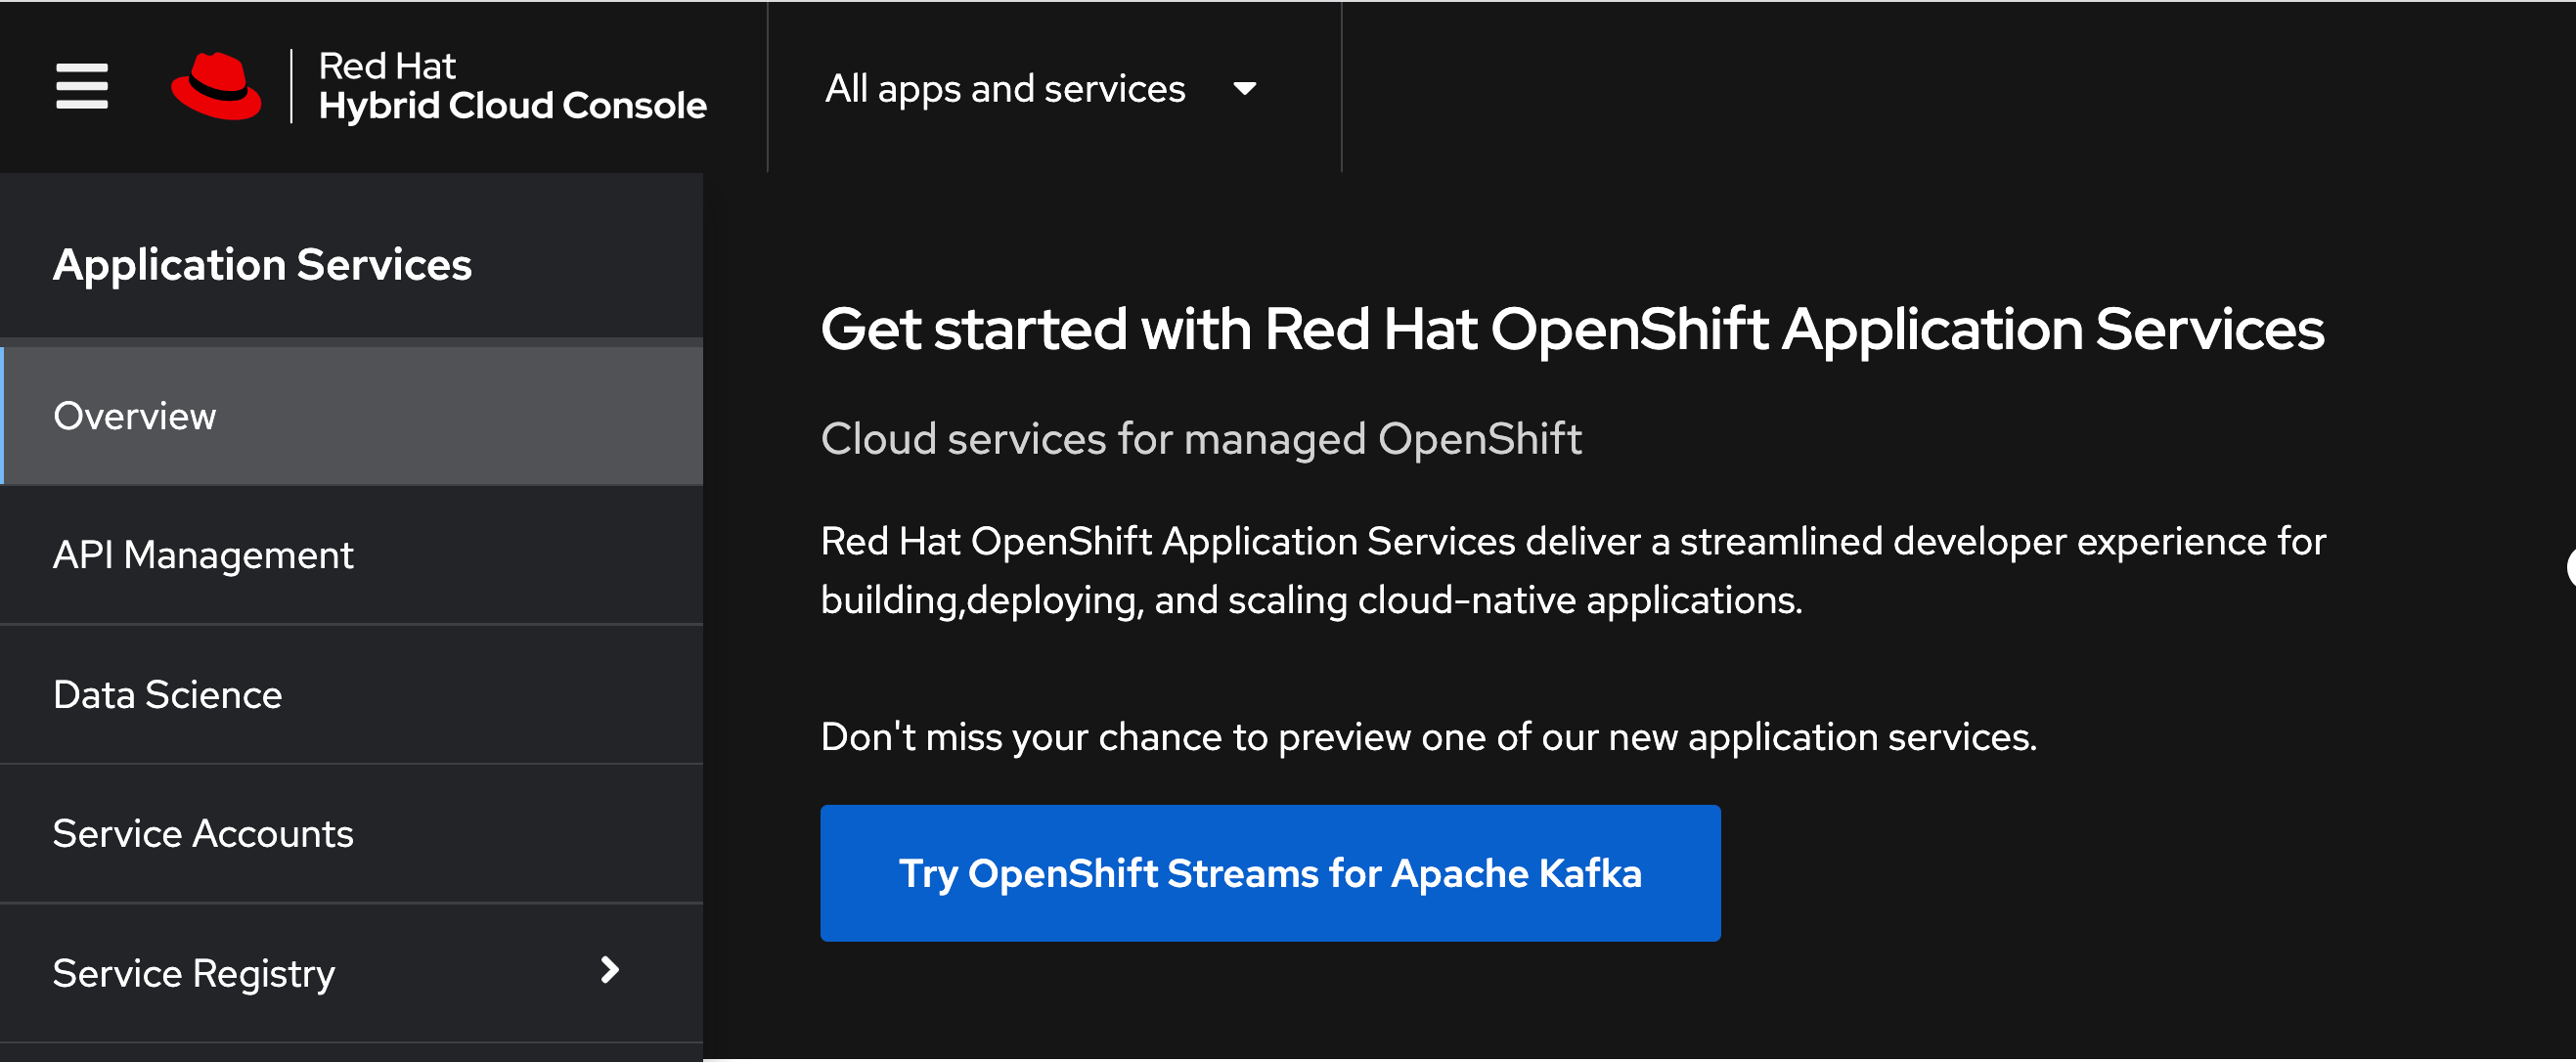 Red Hat
Hybrid Cloud Console
All apps and services
Application Services
Overview
API Management
Data Science
Service Accounts
Service Registry
Get started with Red Hat OpenShift Application Services
Cloud services for managed OpenShift
Red Hat OpenShift Application Services deliver a streamlined developer experience for
building,deploying, and scaling cloud-native applications.
Don't miss your chance to preview one of our new application services.
Try OpenShift Streams for Apache Kafka